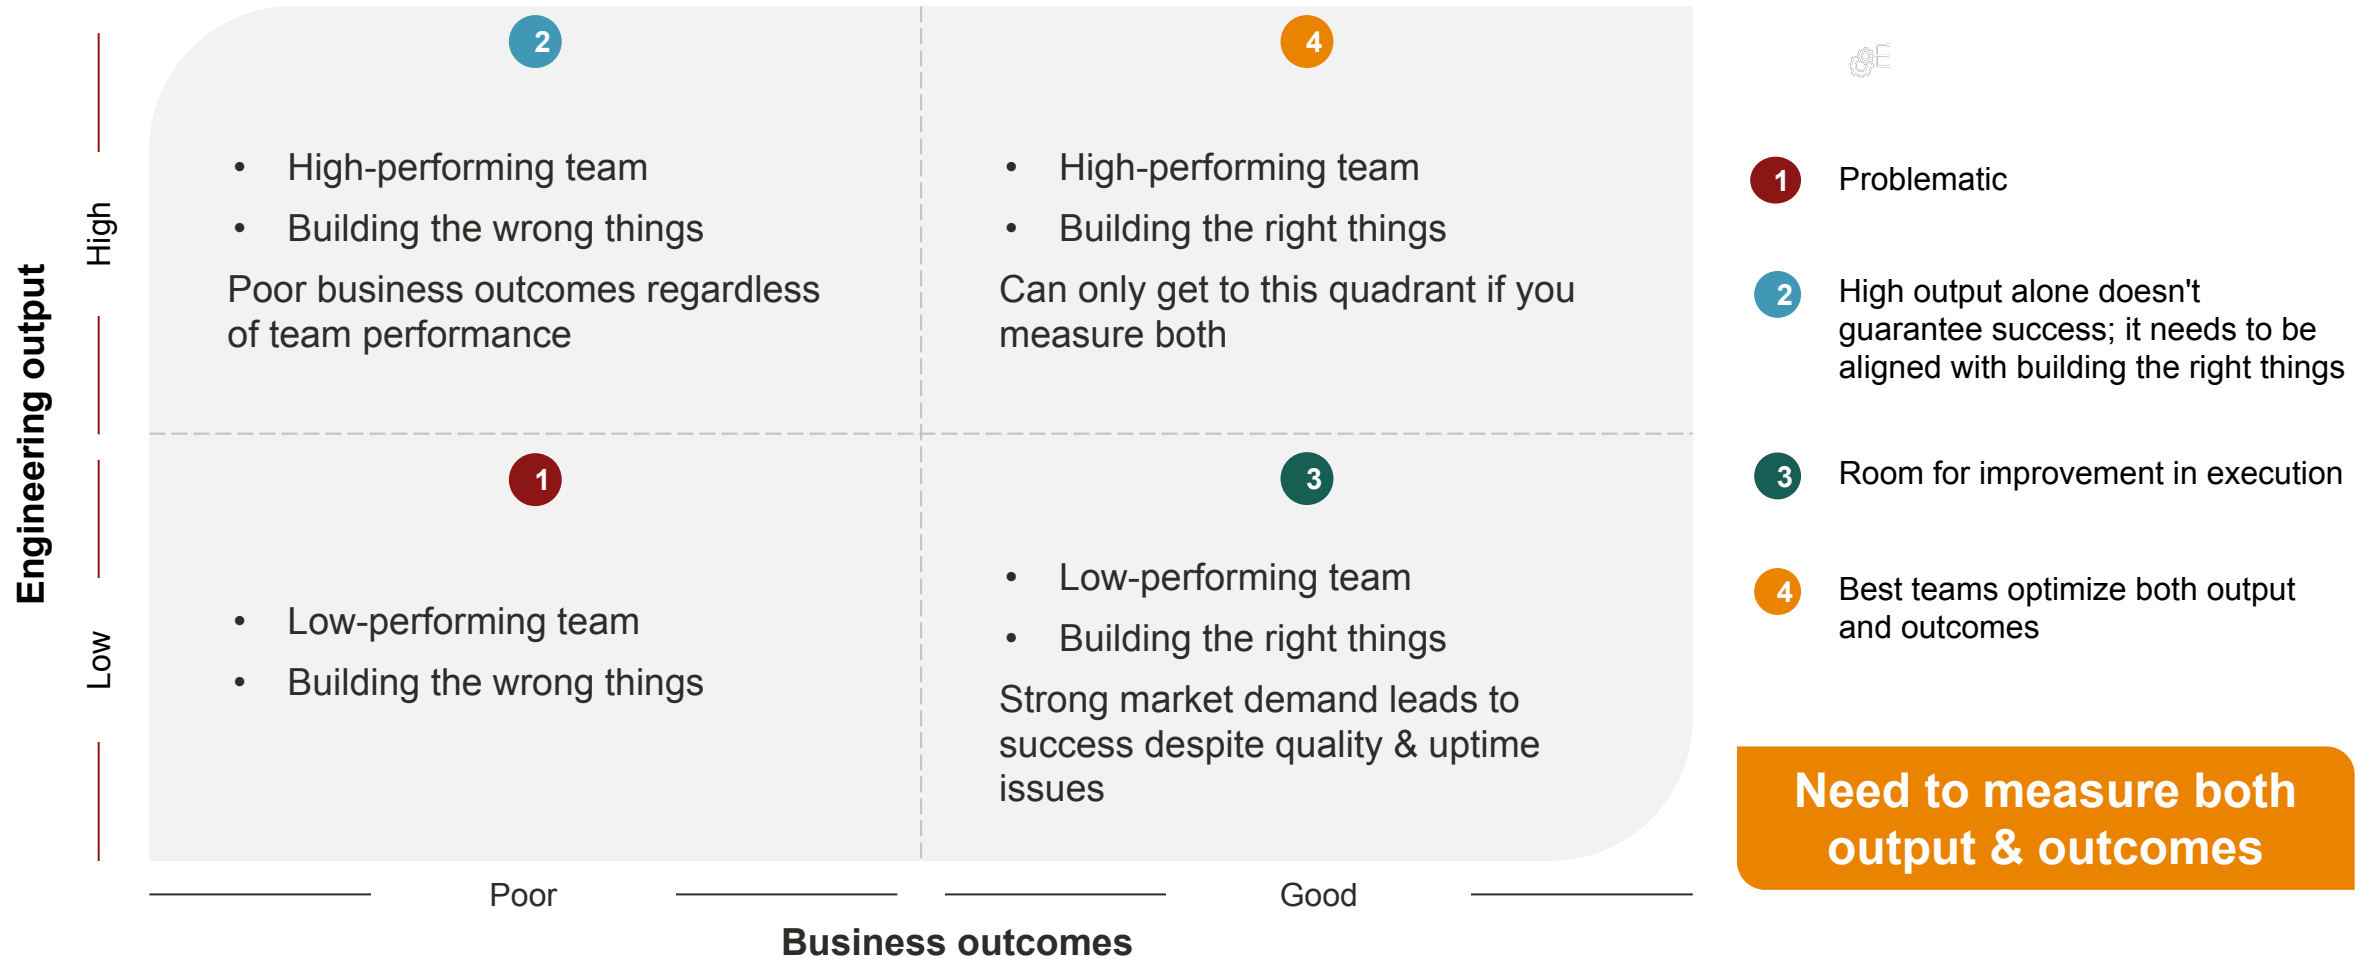 Engineering output
High
Low
2
• High-performing team
• Building the wrong things
Poor business outcomes regardless
of team performance
4
• High-performing team
• Building the right things
Can only get to this quadrant if you
measure both
1
• Low-performing team
• Building the wrong things
3
• Low-performing team
• Building the right things
Strong market demand leads to
success despite quality & uptime
issues
Poor
Good
Business outcomes
E
1 Problematic
2 High output alone doesn't
guarantee success; it needs to be
aligned with building the right things
3 Room for improvement in execution
4 Best teams optimize both output
and outcomes
Need to measure both
output & outcomes